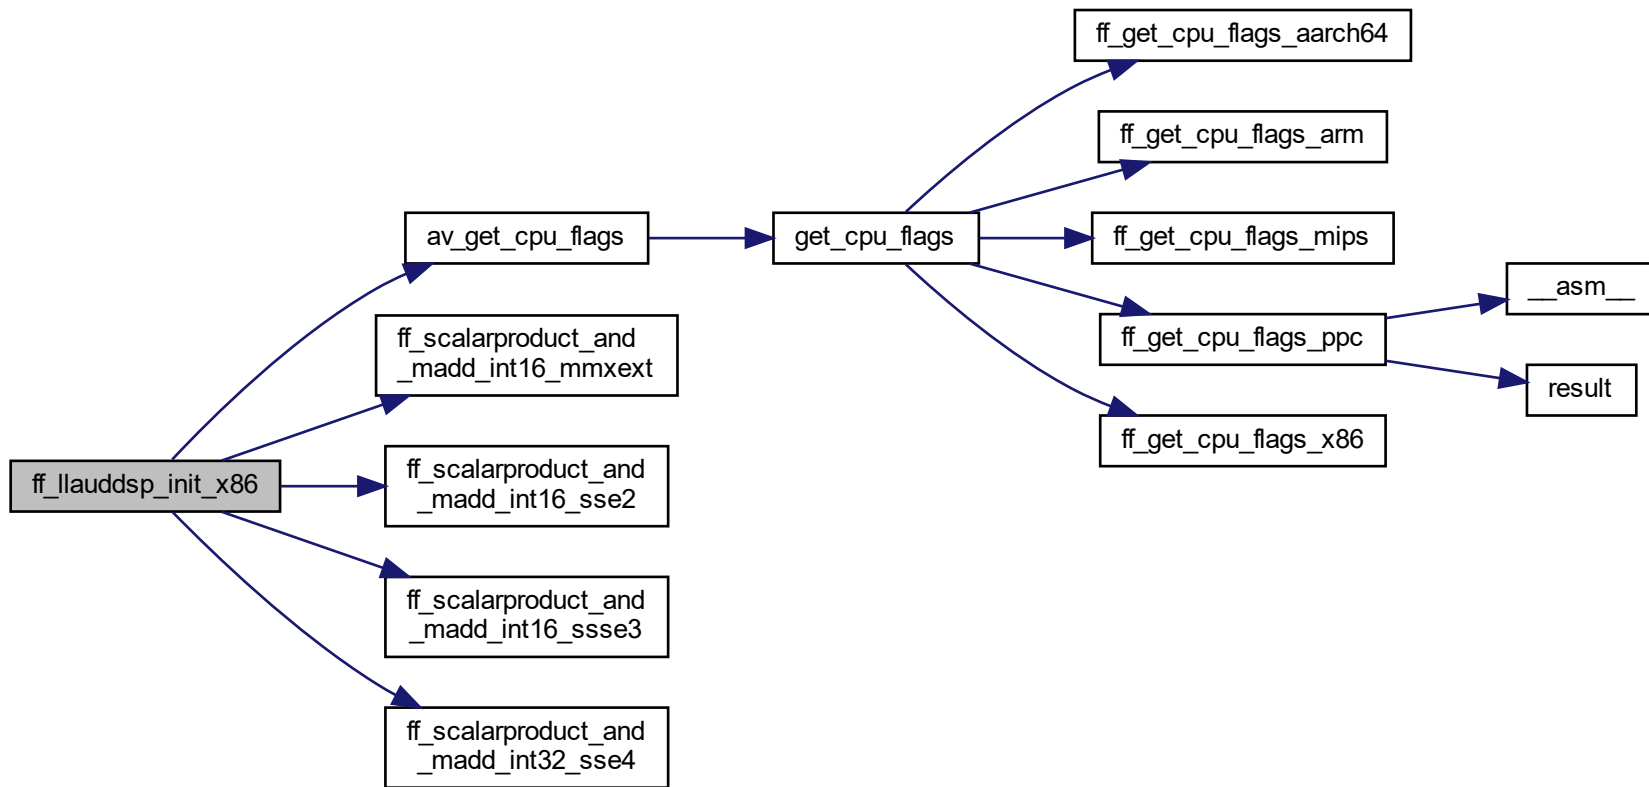 ff_llauddsp_init_x86
av_get_cpu_flags
ff_scalarproduct_and
_madd_int16_mmxext
ff_scalarproduct_and
_madd_int16_sse2
ff_scalarproduct_and
_madd_int16_ssse3
ff_scalarproduct_and
_madd_int32_sse4
get_cpu_flags
ff_get_cpu_flags_aarch64
ff_get_cpu_flags_arm
ff_get_cpu_flags_mips
ff_get_cpu_flags_ppc
ff_get_cpu_flags_x86
__asm__
result